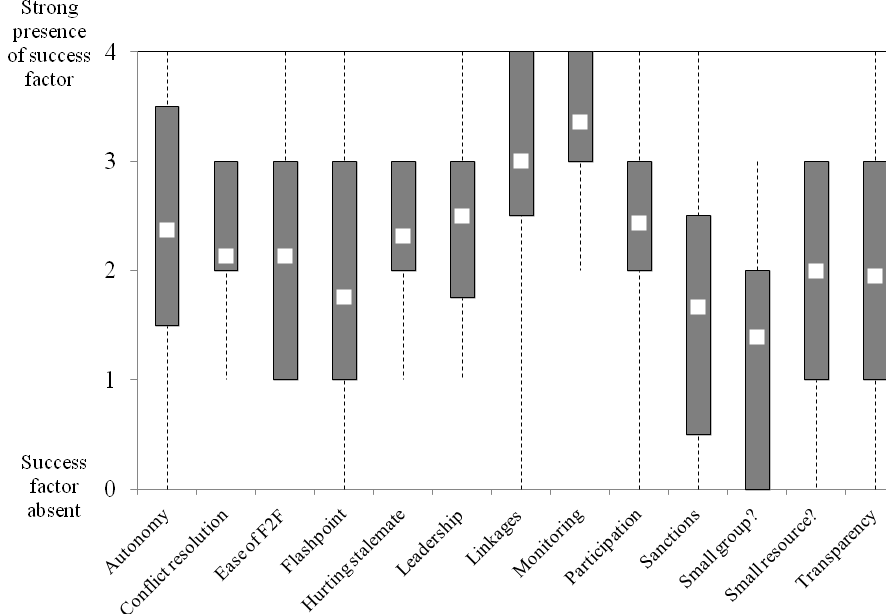 Strong
presence
of success
factor
4
3
2
1
Success
factor
absent
0
Autonomy
Conflict resolution
Ease of F2F
Flashpoint
Hurting stalemate
Leadership
Linkages
Monitoring
Participation
Sanctions
Small group?
Small resource?
Transparency